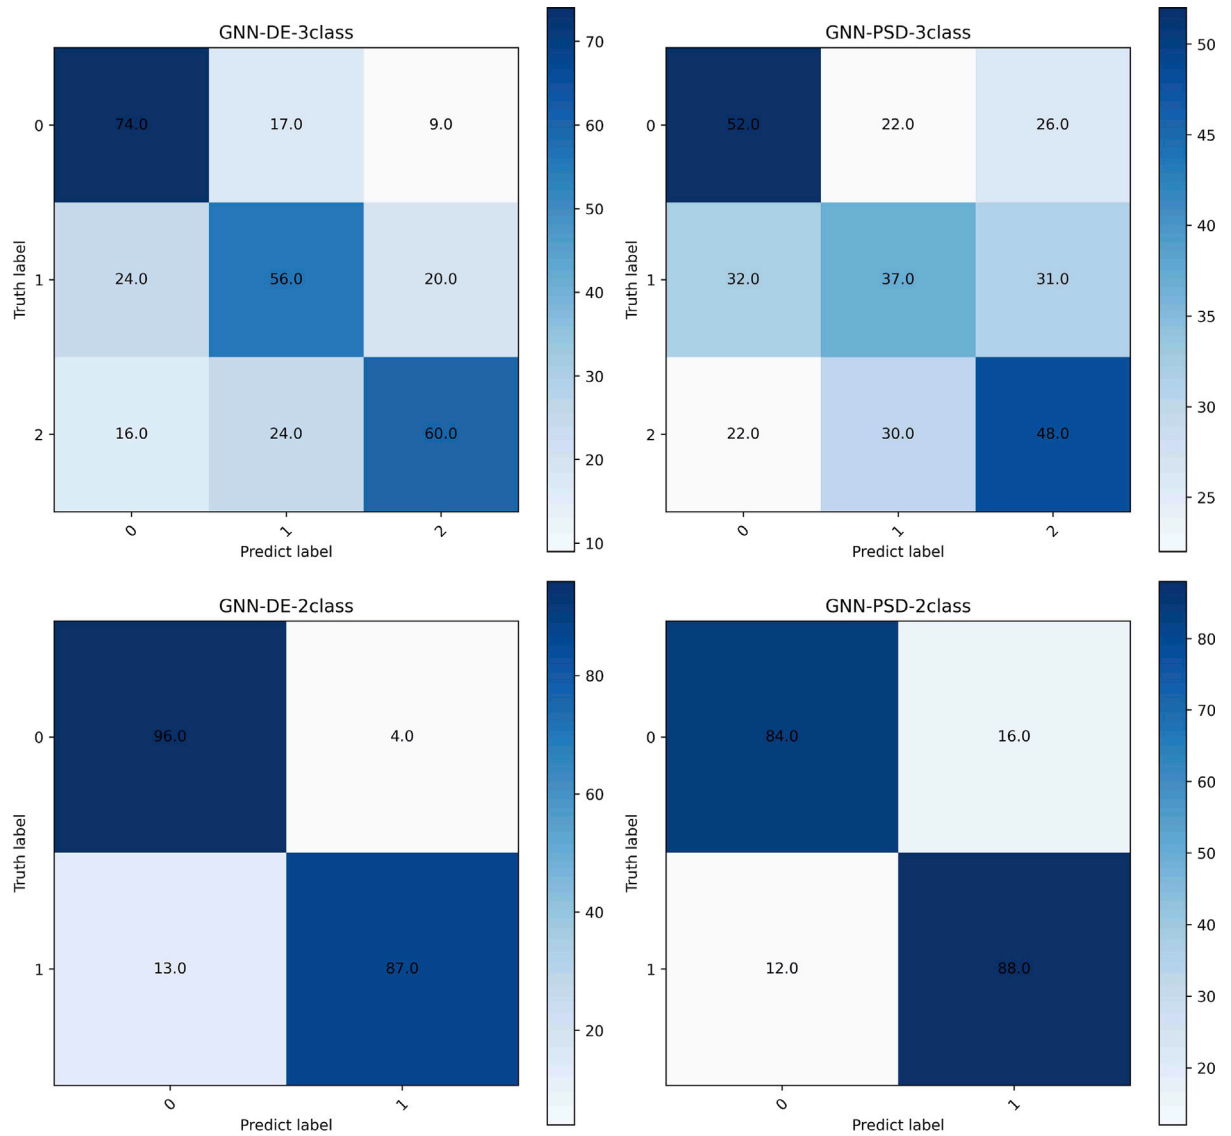 GNN-DE-3class
Truth label
0
1
2
74.0 17.0 9.0
24.0 56.0 20.0
16.0 24.0 60.0
0 1 2
Predict label
70
60
50
40
30
20
10
GNN-PSD-3class
Truth label
0
1
2
52.0 22.0 26.0
32.0 37.0 31.0
22.0 30.0 48.0
0 1 2
Predict label
50
45
40
35
30
25
GNN-DE-2class
Truth label
0
1
96.0 4.0
13.0 87.0
0 1
Predict label
80
60
40
20
GNN-PSD-2class
Truth label
0
1
84.0 16.0
12.0 88.0
0 1
Predict label
80
70
60
50
40
30
20